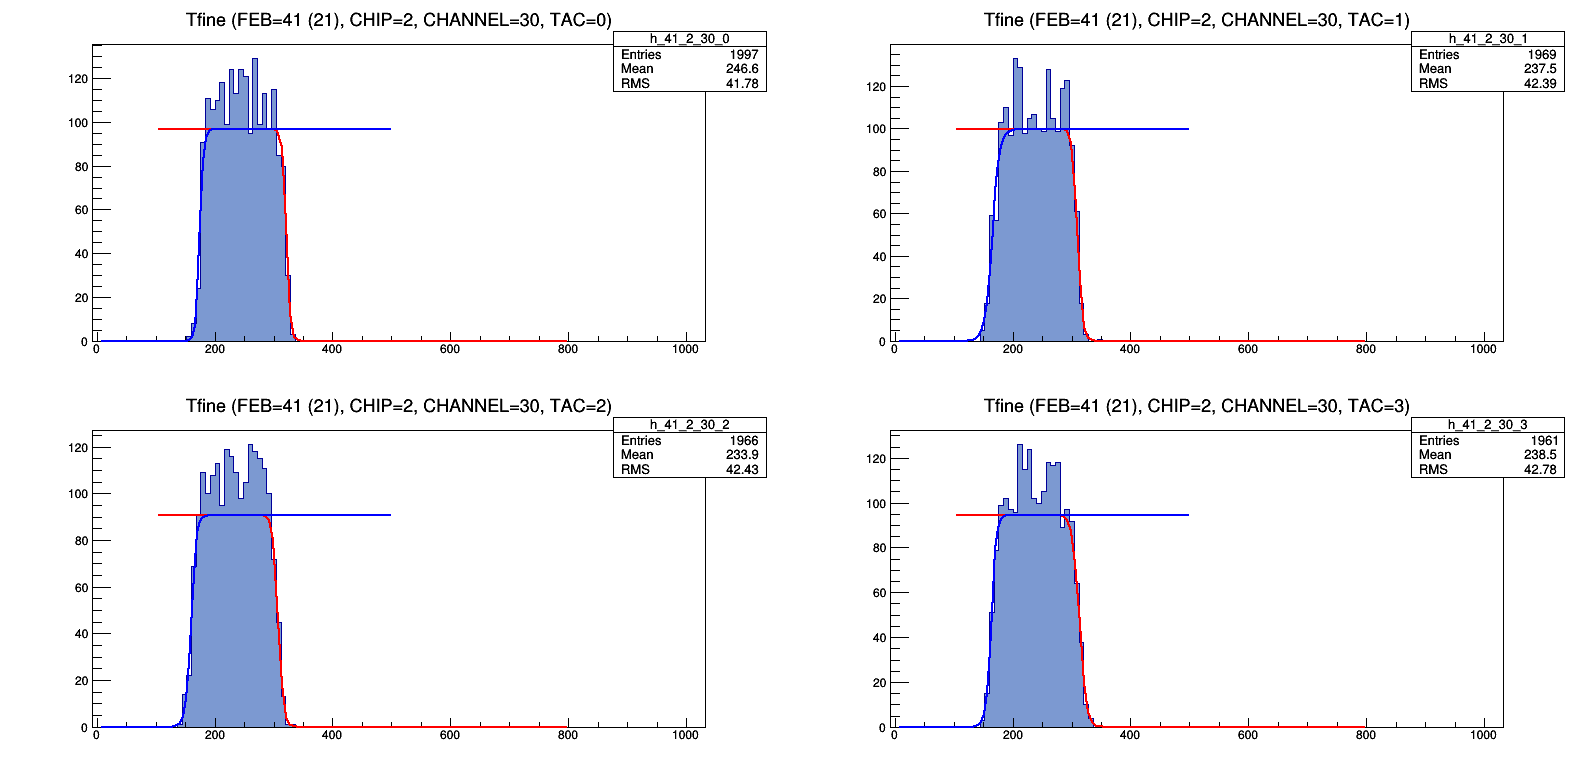 Tfine (FEB=41 (21), CHIP=2, CHANNEL=30, TAC=0)
h_41_2_30_0
Entries 1997
Mean 246.6
RMS 41.78
120
100
80
60
40
20
0
0 200 400 600 800 1000
Tfine (FEB=41 (21), CHIP=2, CHANNEL=30, TAC=1)
h_41_2_30_1
Entries 1969
Mean 237.5
RMS 42.39
120
100
80
60
40
20
0
0 200 400 600 800 1000
Tfine (FEB=41 (21), CHIP=2, CHANNEL=30, TAC=2)
h_41_2_30_2
Entries 1966
Mean 233.9
RMS 42.43
120
100
80
60
40
20
0
0 200 400 600 800 1000
Tfine (FEB=41 (21), CHIP=2, CHANNEL=30, TAC=3)
h_41_2_30_3
Entries 1961
Mean 238.5
RMS 42.78
120
100
80
60
40
20
0
0 200 400 600 800 1000